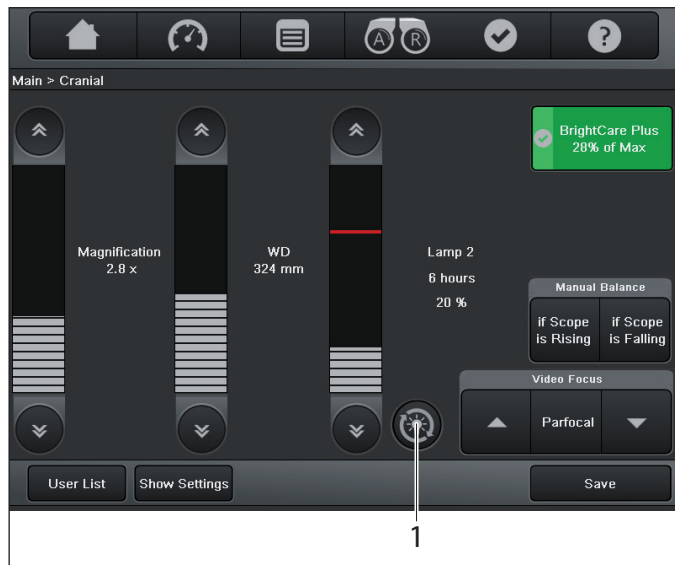 A R ?
Main > Cranial
BrightCare Plus
28% of Max
Magnification
2.8 x
WD
324 mm
Lamp 2
6 hours
20 %
Manual Balance
if Scope
is Rising
if Scope
is Falling
Video Focus
Parfocal
User List
Show Settings
Save
1